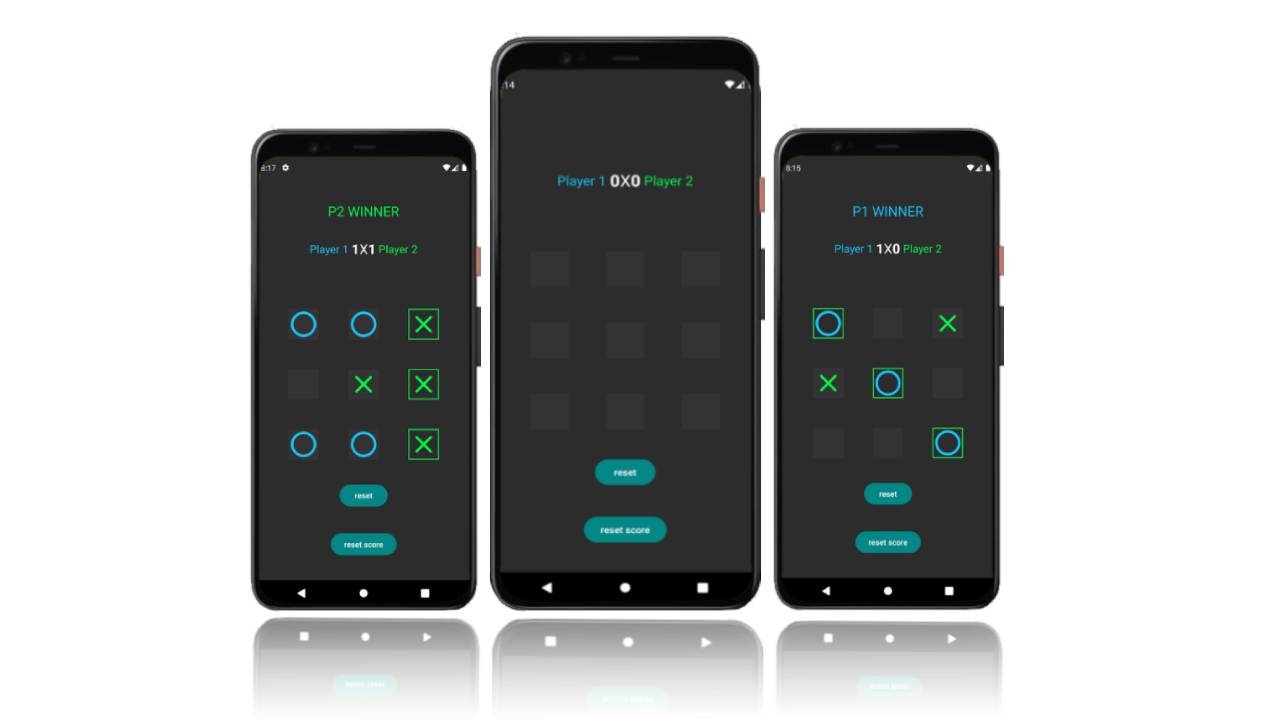 8:17
P2 WINNER
Player 1 1X1 Player 2
reset
reset score
14
Player 1 0X0 Player 2
reset
reset score
8:15
P1 WINNER
Player 1 1X0 Player 2
reset
reset score